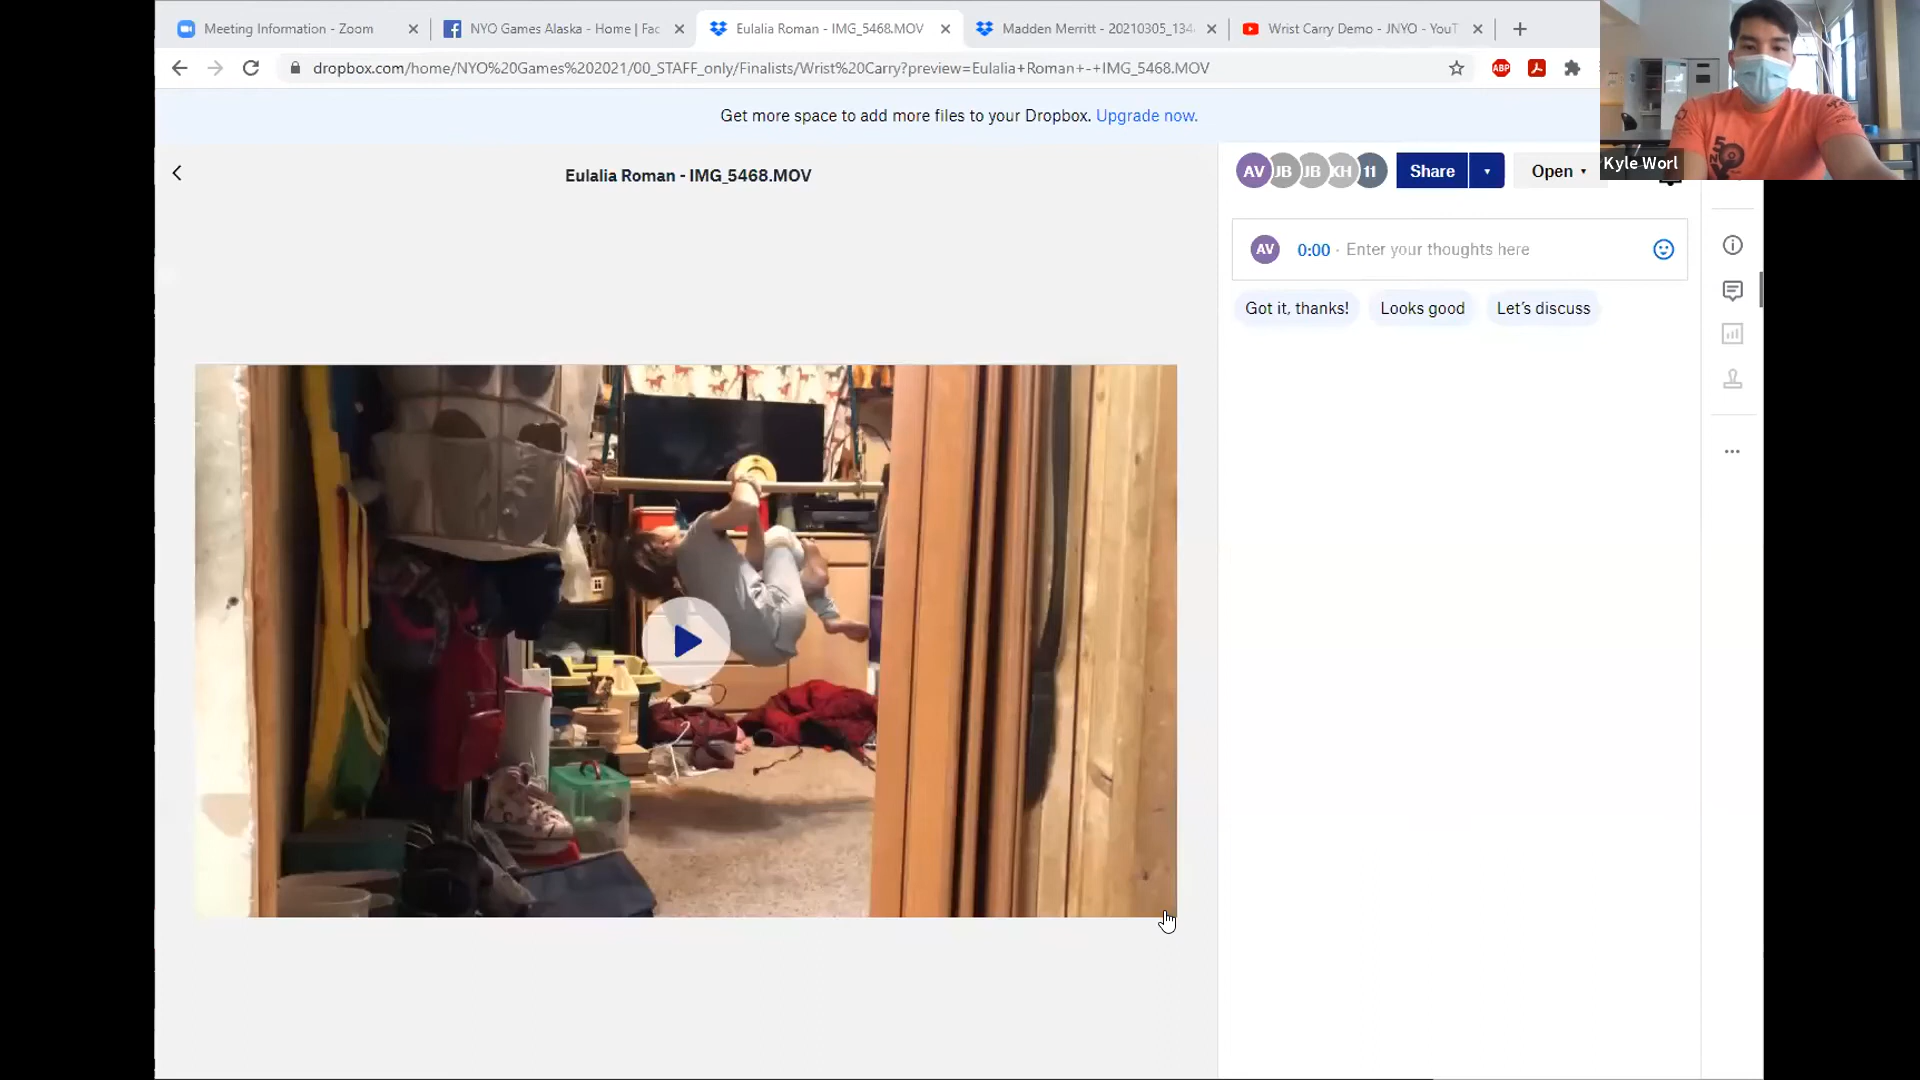 Meeting Information - Zoom
NYO Games Alaska - Home | Fac
Eulalia Roman - IMG_5468.MOV
Madden Merritt - 20210305_134
Wrist Carry Demo - JNYO - YouT
dropbox.com/home/NYO%20Games%202021/00_STAFF_only/Finalists/Wrist%20Carry?preview=Eulalia+Roman+-+IMG_5468.MOV
ABP
Get more space to add more files to your Dropbox. Upgrade now.
Kyle Worl
Eulalia Roman - IMG_5468.MOV
AV JB JB KH 11
Share
Open
AV 0:00 · Enter your thoughts here
Got it, thanks! Looks good Let's discuss